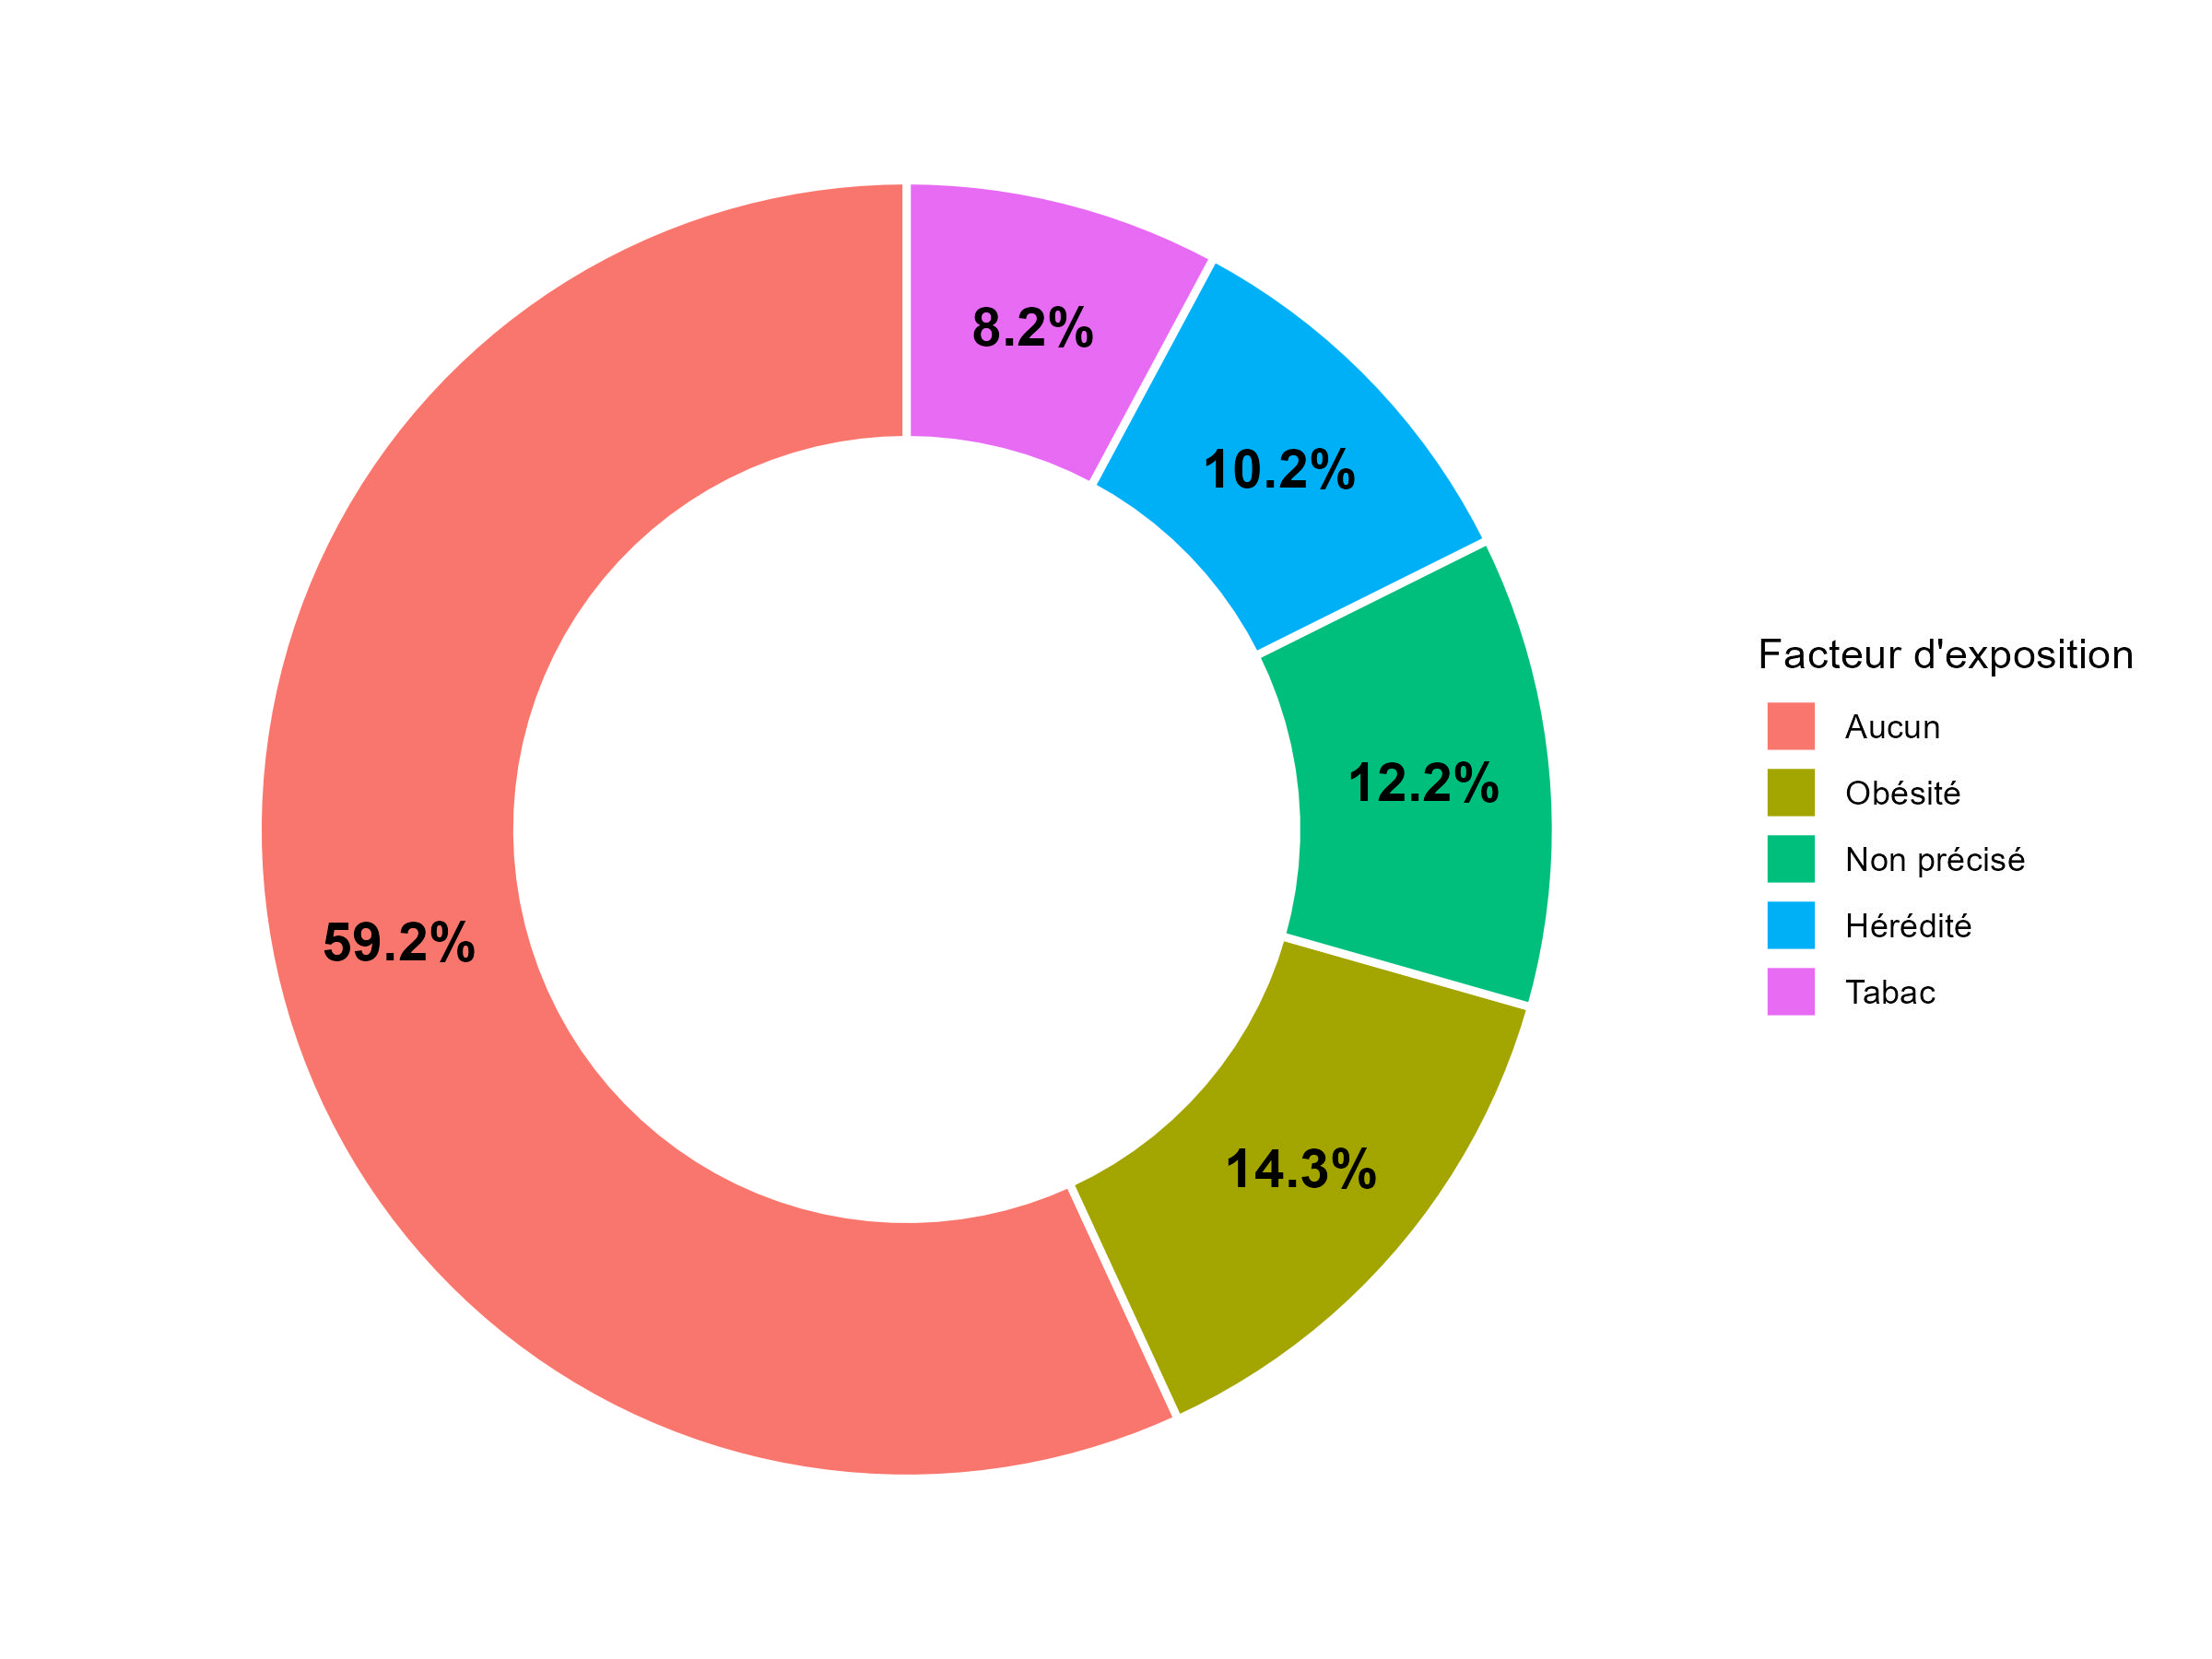 8.2%
10.2%
12.2%
59.2%
14.3%
Facteur d'exposition
Aucun
Obésité
Non précisé
Hérédité
Tabac